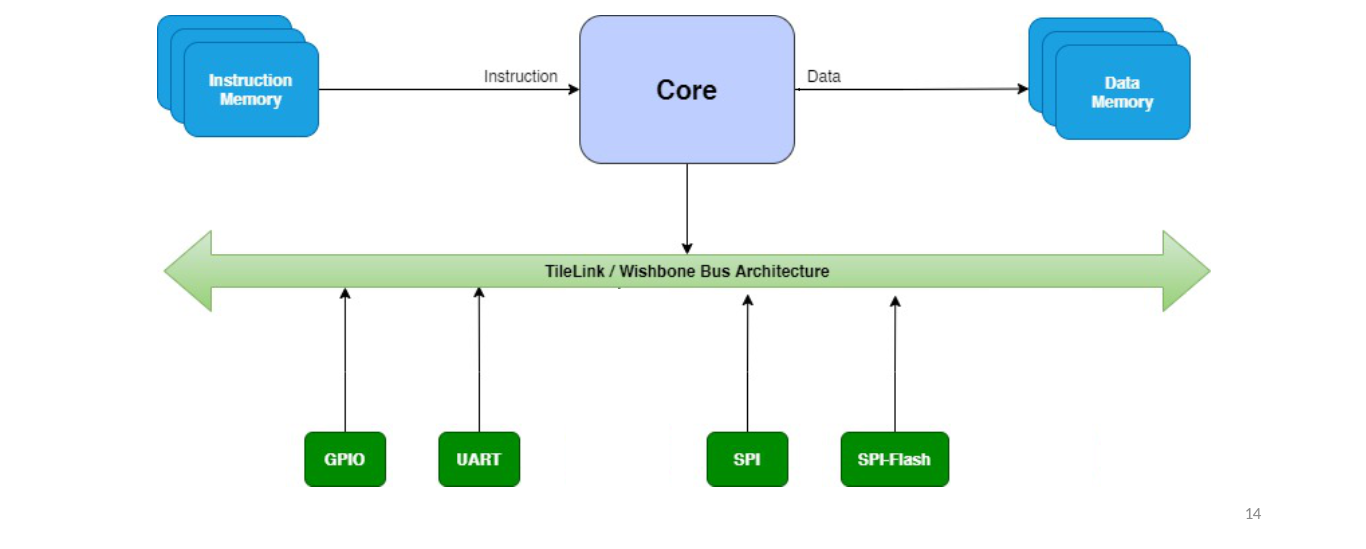 Instruction
Memory
Instruction
Core
Data
Data
Memory
TileLink / Wishbone Bus Architecture
GPIO
UART
SPI
SPI-Flash
14